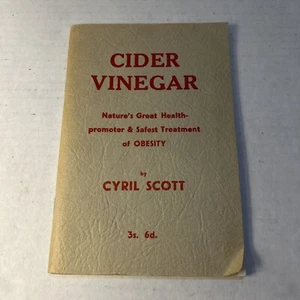 CIDER
VINEGAR
Nature's Great Health-
promoter & Safest Treatment
of OBESITY
by
CYRIL SCOTT
3s. 6d.